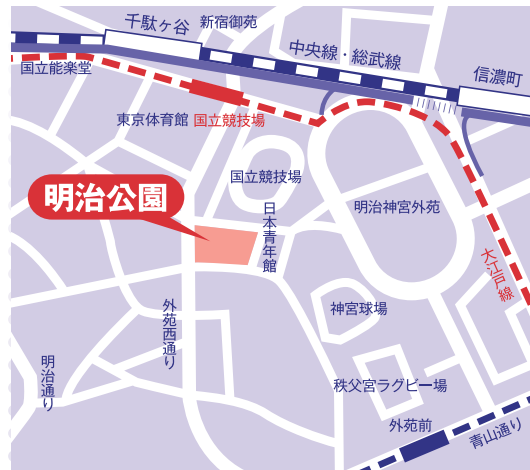 千駄ヶ谷
新宿御苑
中央線・総武線
信濃町
国立能楽堂
東京体育館
国立競技場
国立競技場
明治公園
日本青年館
明治神宮外苑
大江戸線
神宮球場
外苑西通り
明治通り
秩父宮ラグビー場
外苑前
青山通り